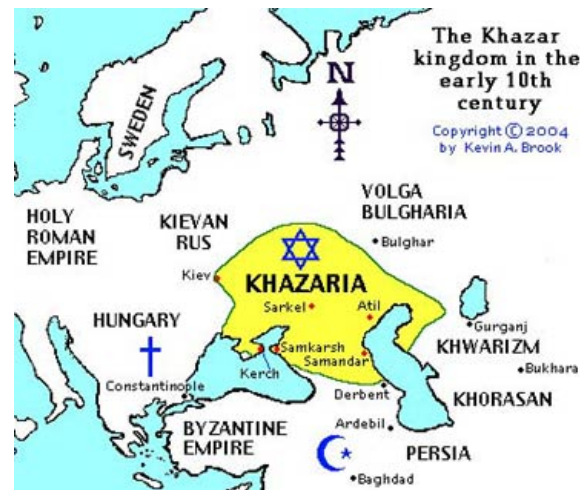 The Khazar
kingdom in the
early 10th
century
Copyright © 2004
by Kevin A. Brook
N
SWEDEN
HOLY
ROMAN
EMPIRE
KIEVAN
RUS
VOLGA
BULGHARIA
Bulghar
Kiev
KHAZARIA
Sarkel
Atil
HUNGARY
Samkarsh
Samandar
Kerch
Gurganj
KHWARIZM
Bukhara
Constantinople
Derbent
KHORASAN
BYZANTINE
EMPIRE
Ardebil
PERSIA
Baghdad